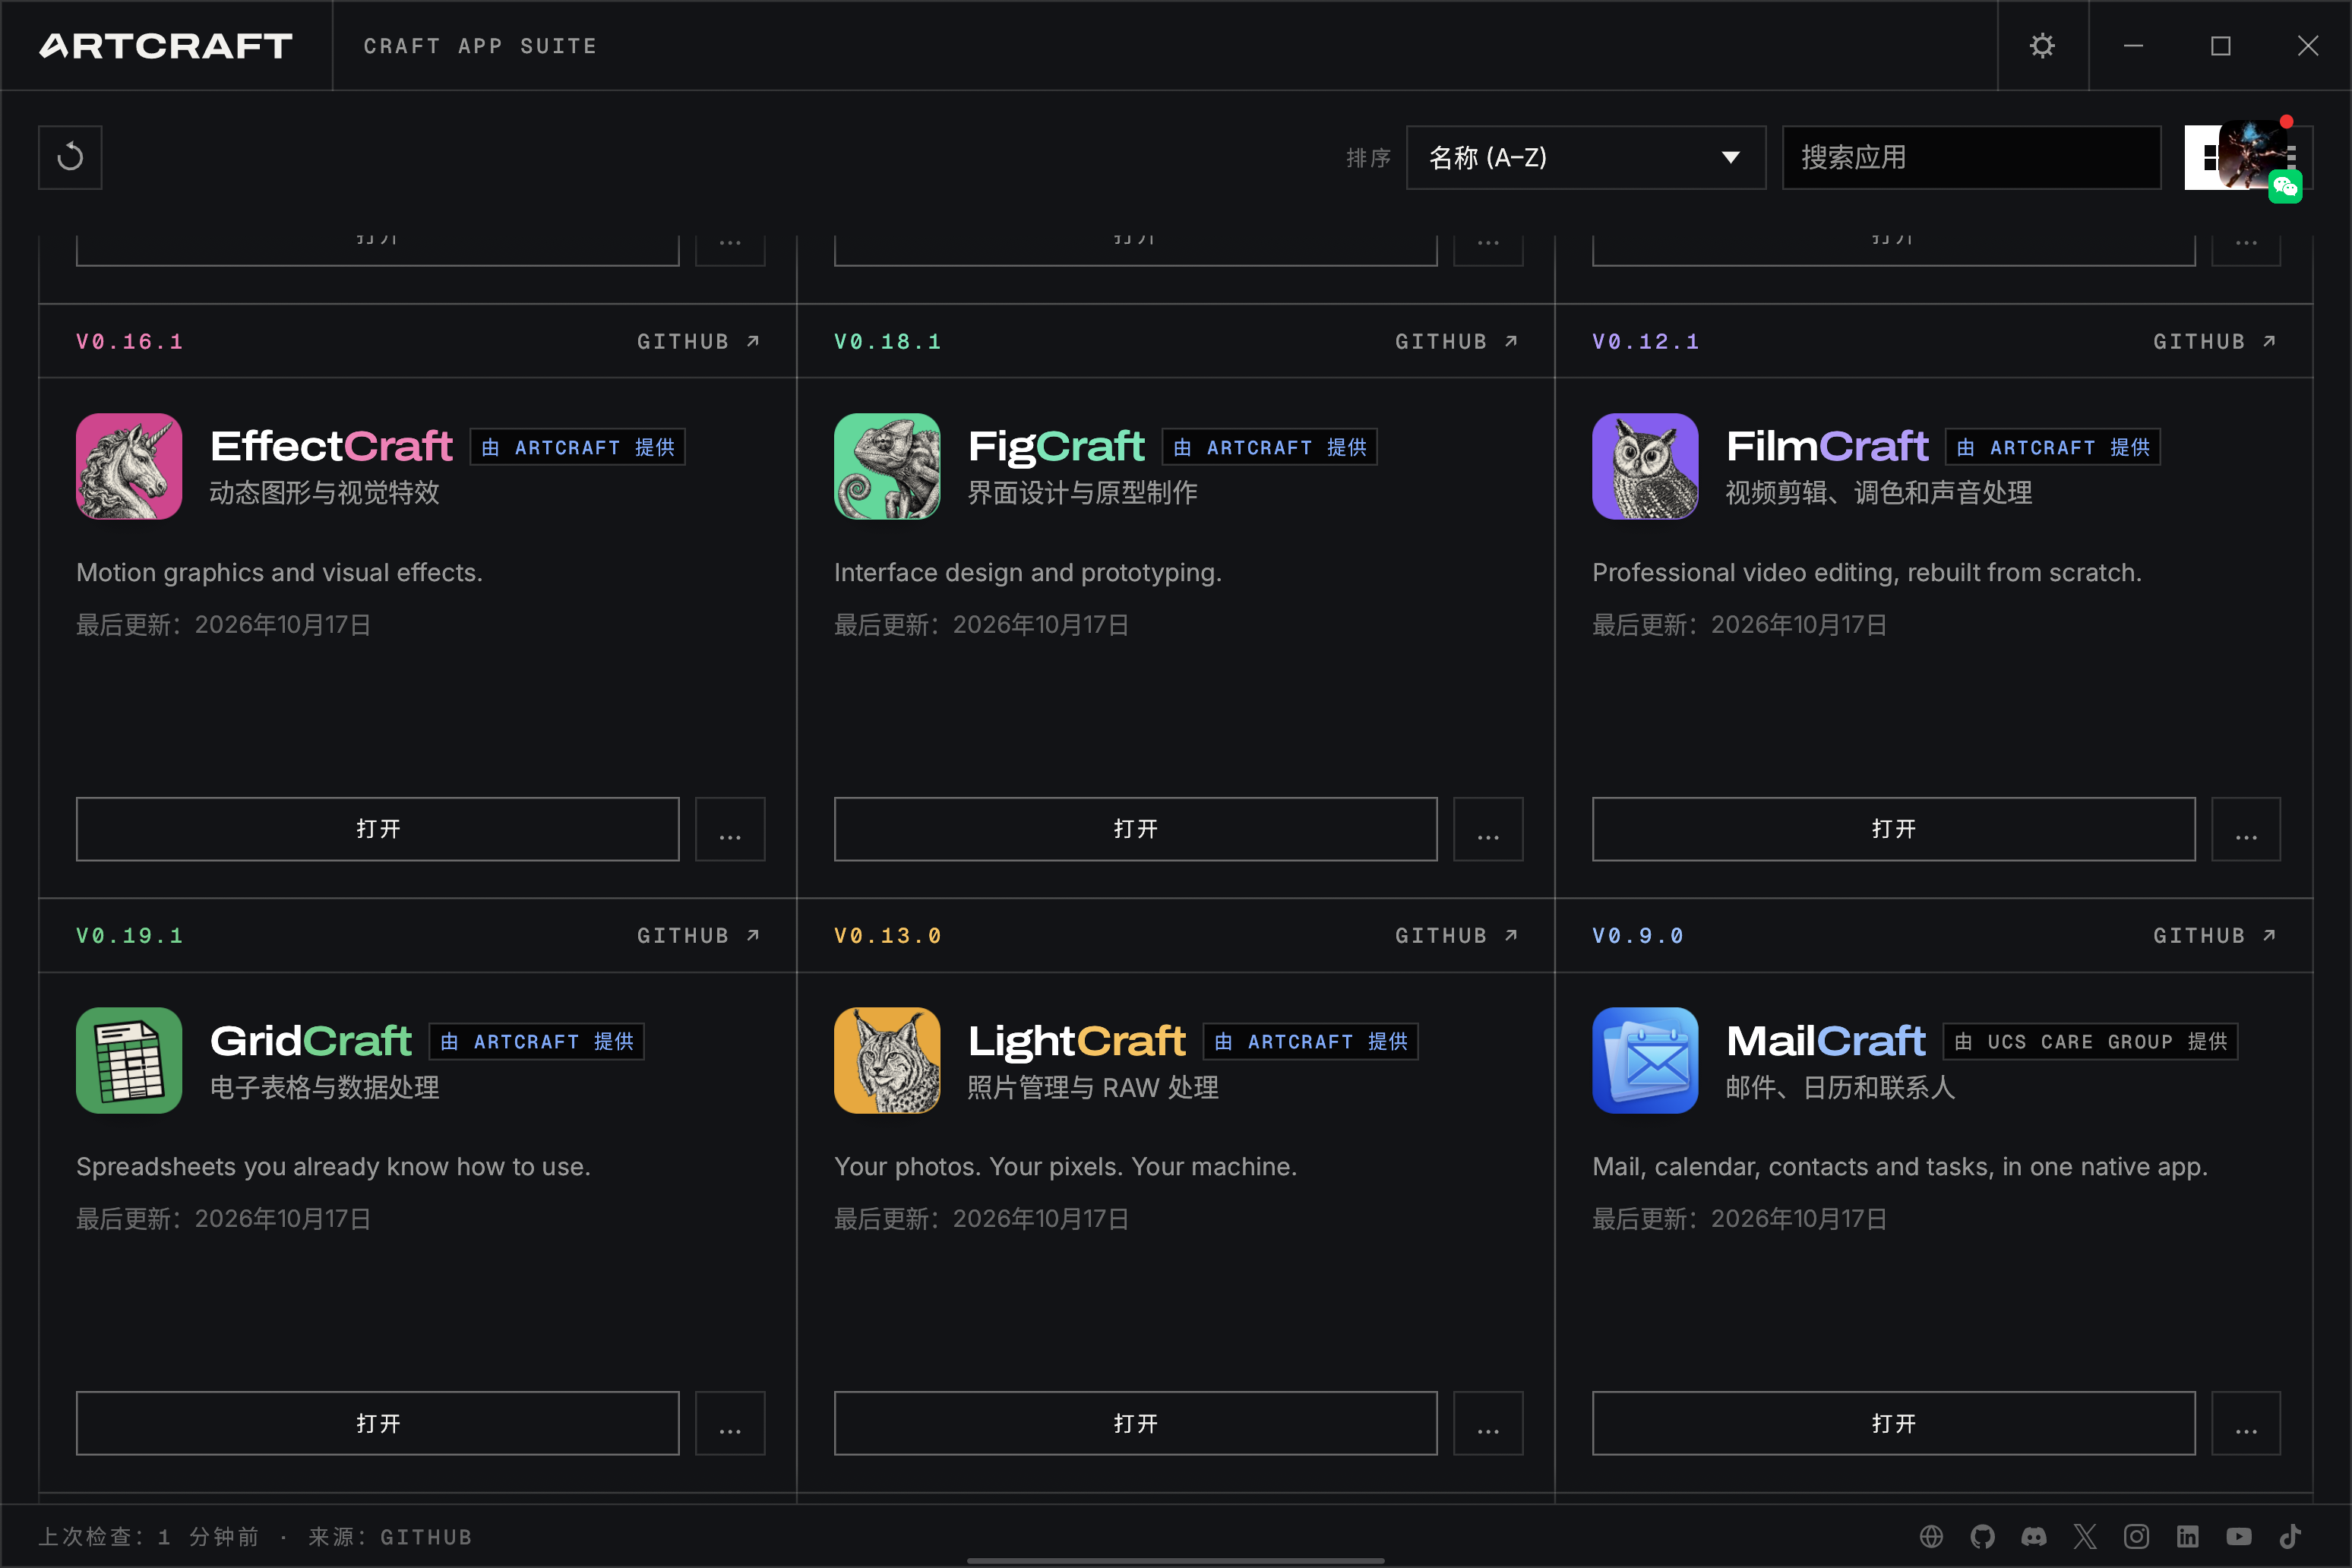 ARTCRAFT
CRAFT APP SUITE
排序
名称 (A–Z)
搜索应用
打开
...
打开
...
打开
...
V0.16.1
GITHUB ↗
V0.18.1
GITHUB ↗
V0.12.1
GITHUB ↗
EffectCraft
由 ARTCRAFT 提供
动态图形与视觉特效
Motion graphics and visual effects.
最后更新：2026年10月17日
FigCraft
由 ARTCRAFT 提供
界面设计与原型制作
Interface design and prototyping.
最后更新：2026年10月17日
FilmCraft
由 ARTCRAFT 提供
视频剪辑、调色和声音处理
Professional video editing, rebuilt from scratch.
最后更新：2026年10月17日
打开
...
打开
...
打开
...
V0.19.1
GITHUB ↗
V0.13.0
GITHUB ↗
V0.9.0
GITHUB ↗
GridCraft
由 ARTCRAFT 提供
电子表格与数据处理
Spreadsheets you already know how to use.
最后更新：2026年10月17日
LightCraft
由 ARTCRAFT 提供
照片管理与 RAW 处理
Your photos. Your pixels. Your machine.
最后更新：2026年10月17日
MailCraft
由 UCS CARE GROUP 提供
邮件、日历和联系人
Mail, calendar, contacts and tasks, in one native app.
最后更新：2026年10月17日
打开
...
打开
...
打开
...
上次检查：1 分钟前 · 来源：GITHUB